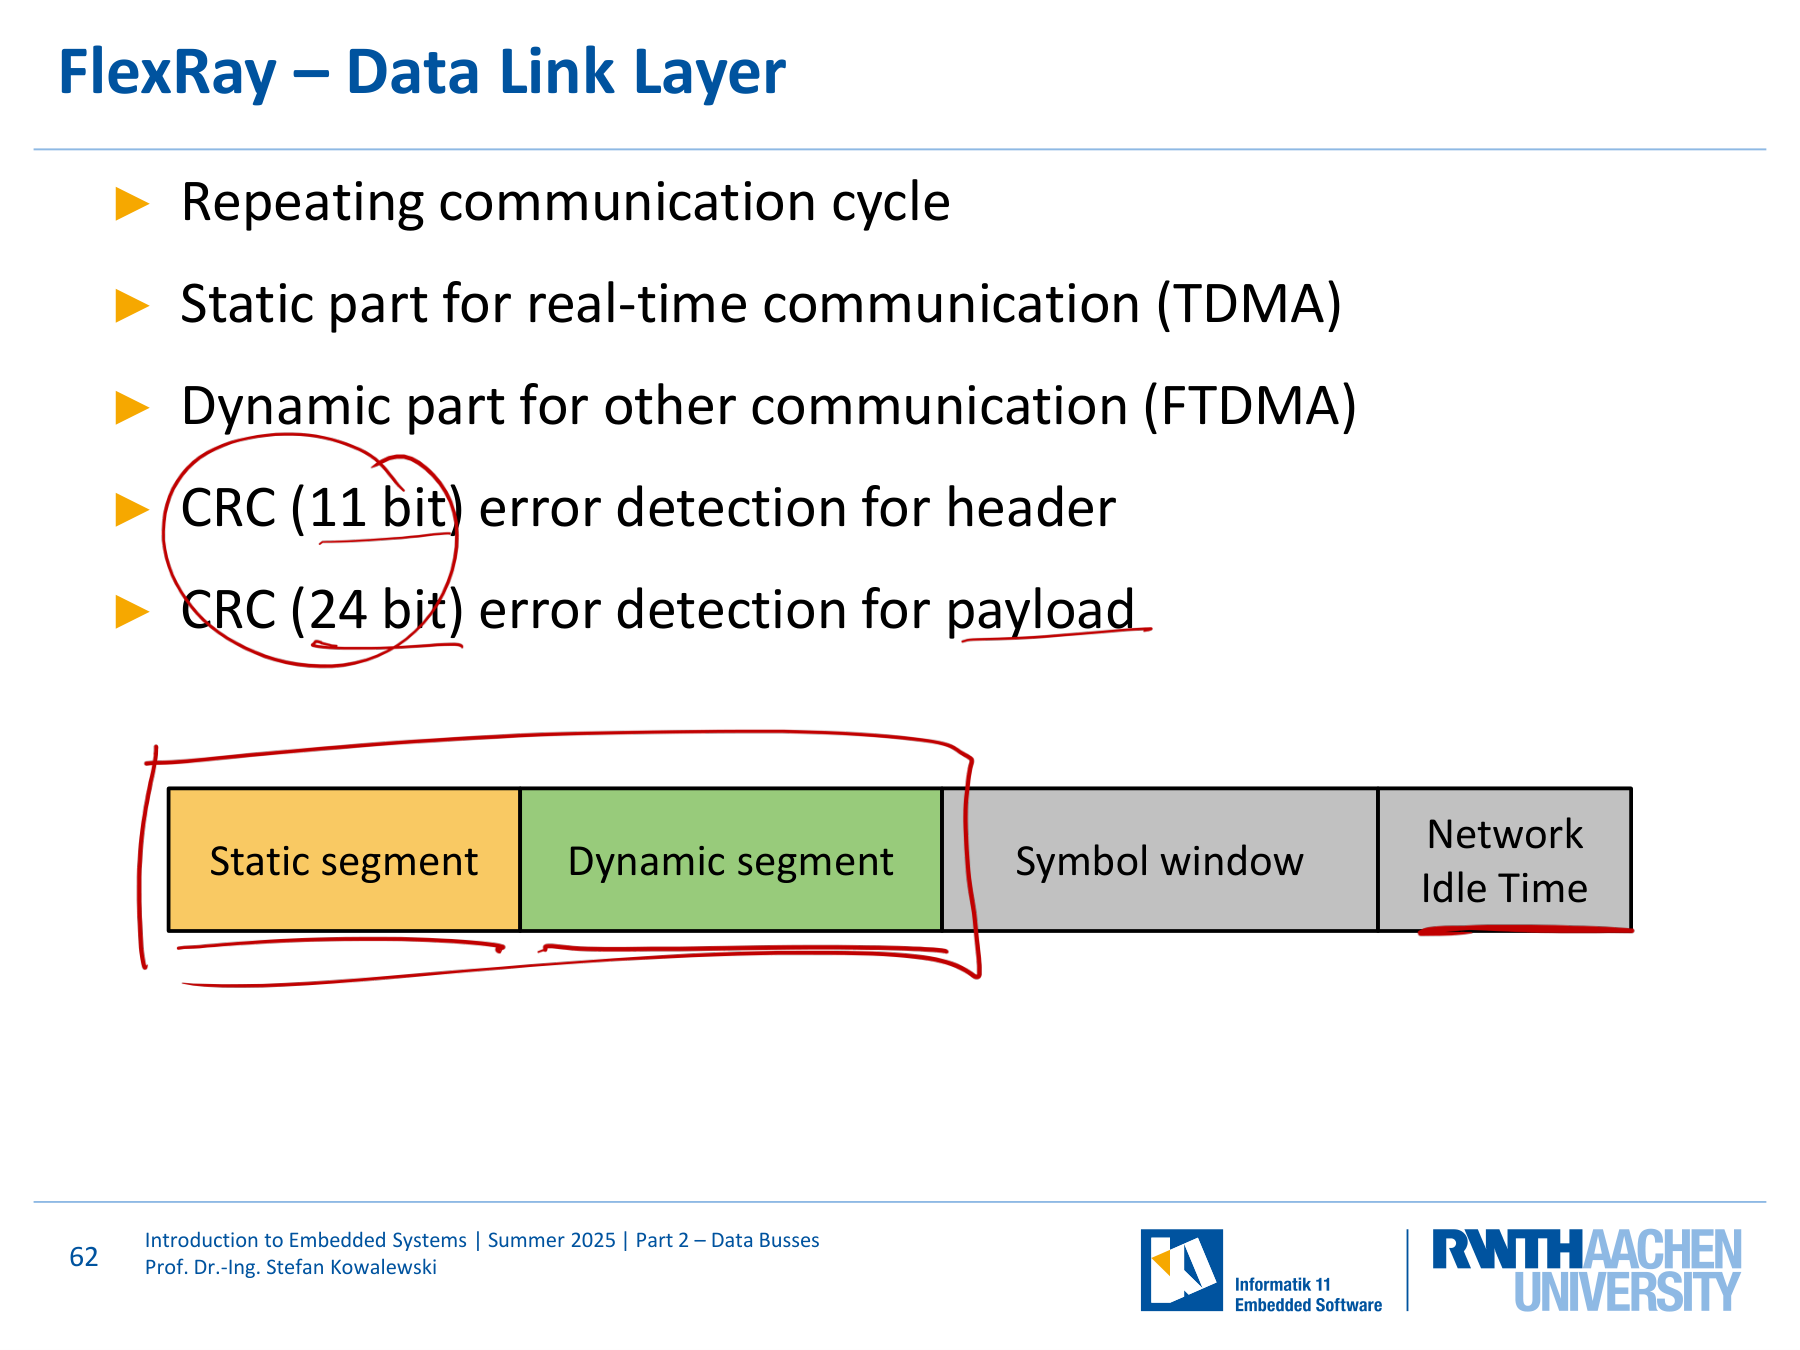 FlexRay – Data Link Layer
► Repeating communication cycle
► Static part for real-time communication (TDMA)
► Dynamic part for other communication (FTDMA)
► CRC (11 bit) error detection for header
► CRC (24 bit) error detection for payload
Static segment
Dynamic segment
Symbol window
Network
Idle Time
62
Introduction to Embedded Systems | Summer 2025 | Part 2 – Data Busses
Prof. Dr.-Ing. Stefan Kowalewski
Informatik 11
Embedded Software
RWTH AACHEN
UNIVERSITY